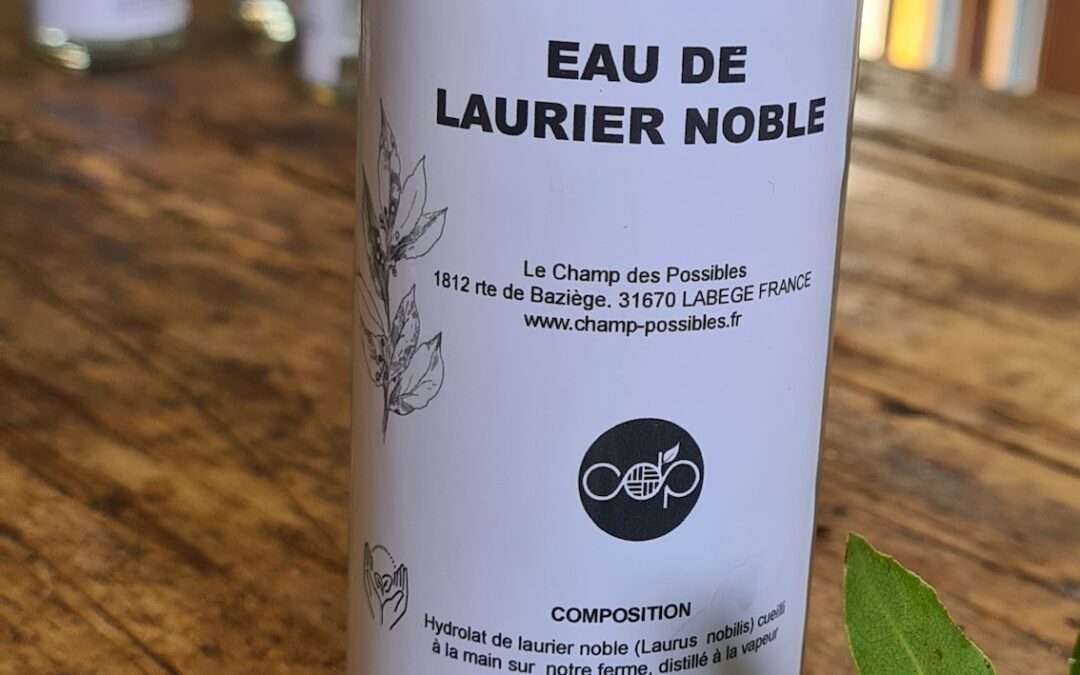 EAU DE
LAURIER NOBLE
Le Champ des Possibles
1812 rte de Baziège. 31670 LABEGE FRANCE
www.champ-possibles.fr
cdp
COMPOSITION
Hydrolat de laurier noble (Laurus nobilis) cueilli
à la main sur notre ferme, distillé à la vapeur